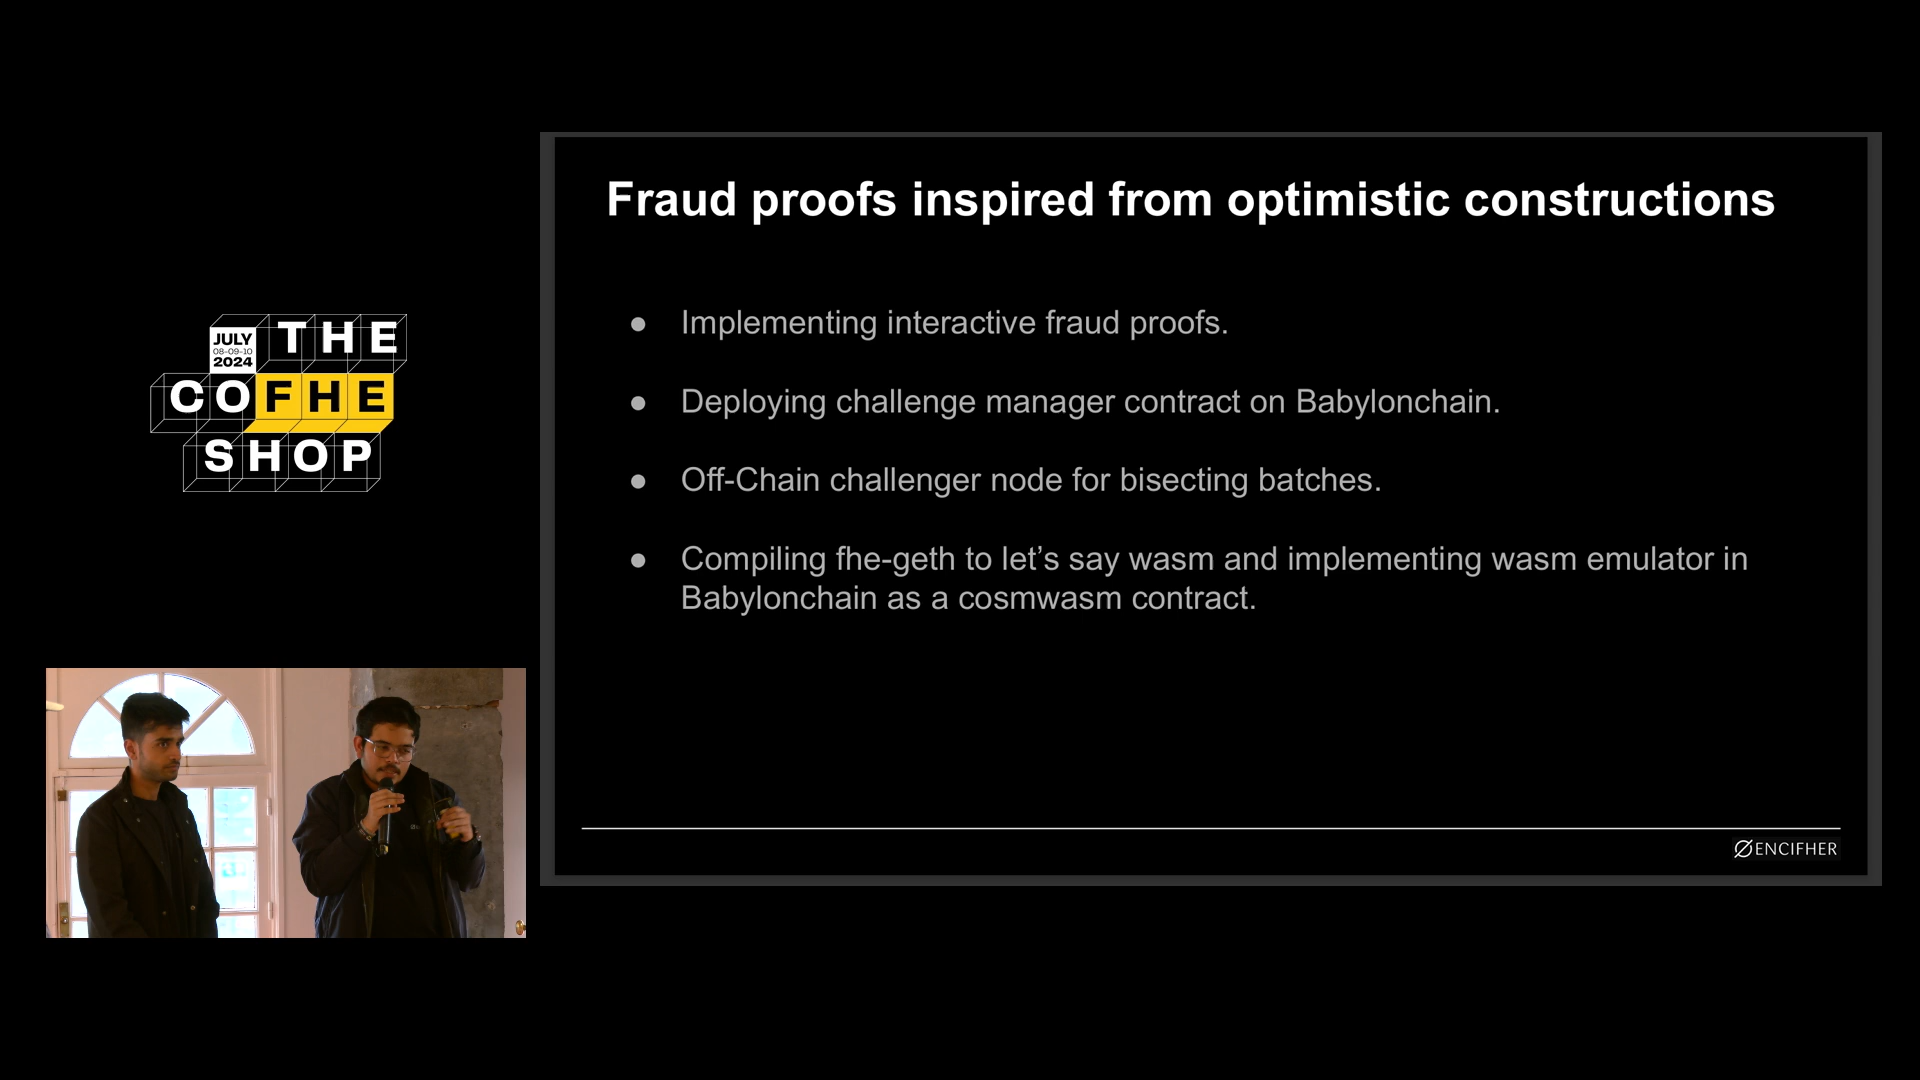 JULY
08-09-10
2024
THE
COFHE
SHOP
Fraud proofs inspired from optimistic constructions
● Implementing interactive fraud proofs.
● Deploying challenge manager contract on Babylonchain.
● Off-Chain challenger node for bisecting batches.
● Compiling fhe-geth to let’s say wasm and implementing wasm emulator in
Babylonchain as a cosmwasm contract.
ENCIFHER